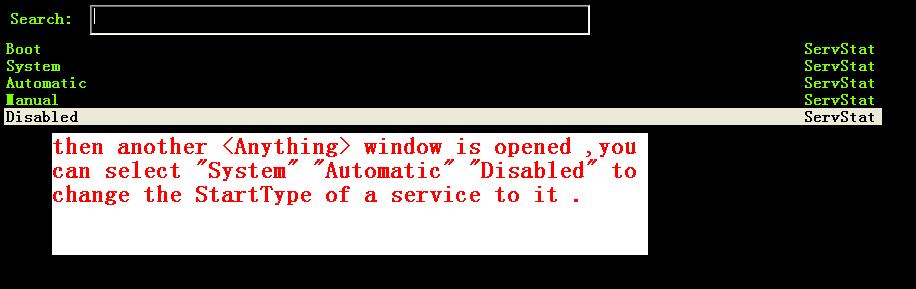 Search:
Boot ServStat
System ServStat
Automatic ServStat
Manual ServStat
Disabled ServStat
then another <Anything> window is opened ,you
can select "System" "Automatic" "Disabled" to
change the StartType of a service to it .